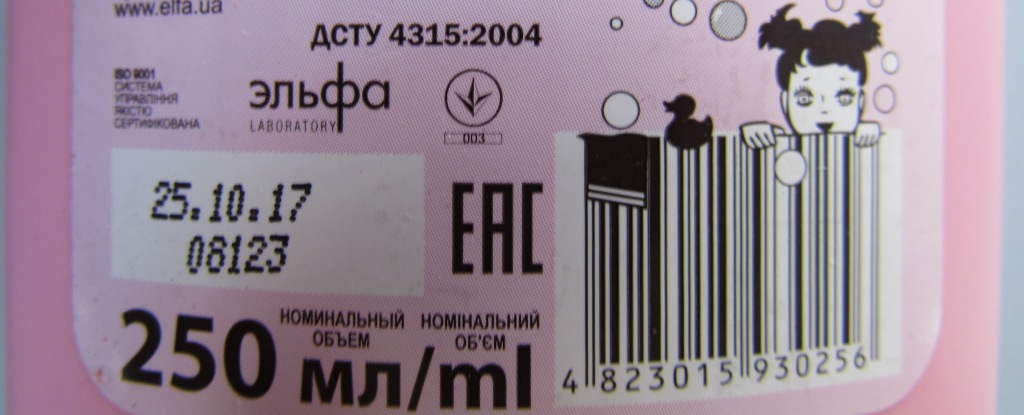 www.elfa.ua
ДСТУ 4315:2004
ISO 9001
СИСТЕМА
УПРАВЛІННЯ
ЯКІСТЮ
СЕРТИФІКОВАНА
эльфа
LABORATORY
003
25.10.17
08123
EAC
НОМИНАЛЬНЫЙ ОБЪЕМ
НОМІНАЛЬНИЙ ОБ'ЄМ
250 мл/ml
4 823015 930256